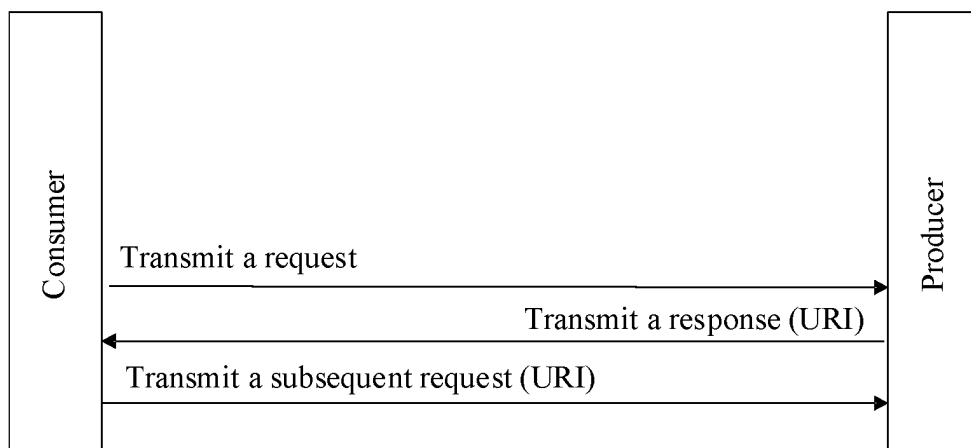 Consumer
Transmit a request
Transmit a response (URI)
Transmit a subsequent request (URI)
Producer